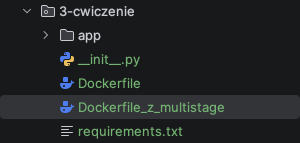 3-cwiczenie
app
__init__.py
Dockerfile
Dockerfile_z_multistage
requirements.txt